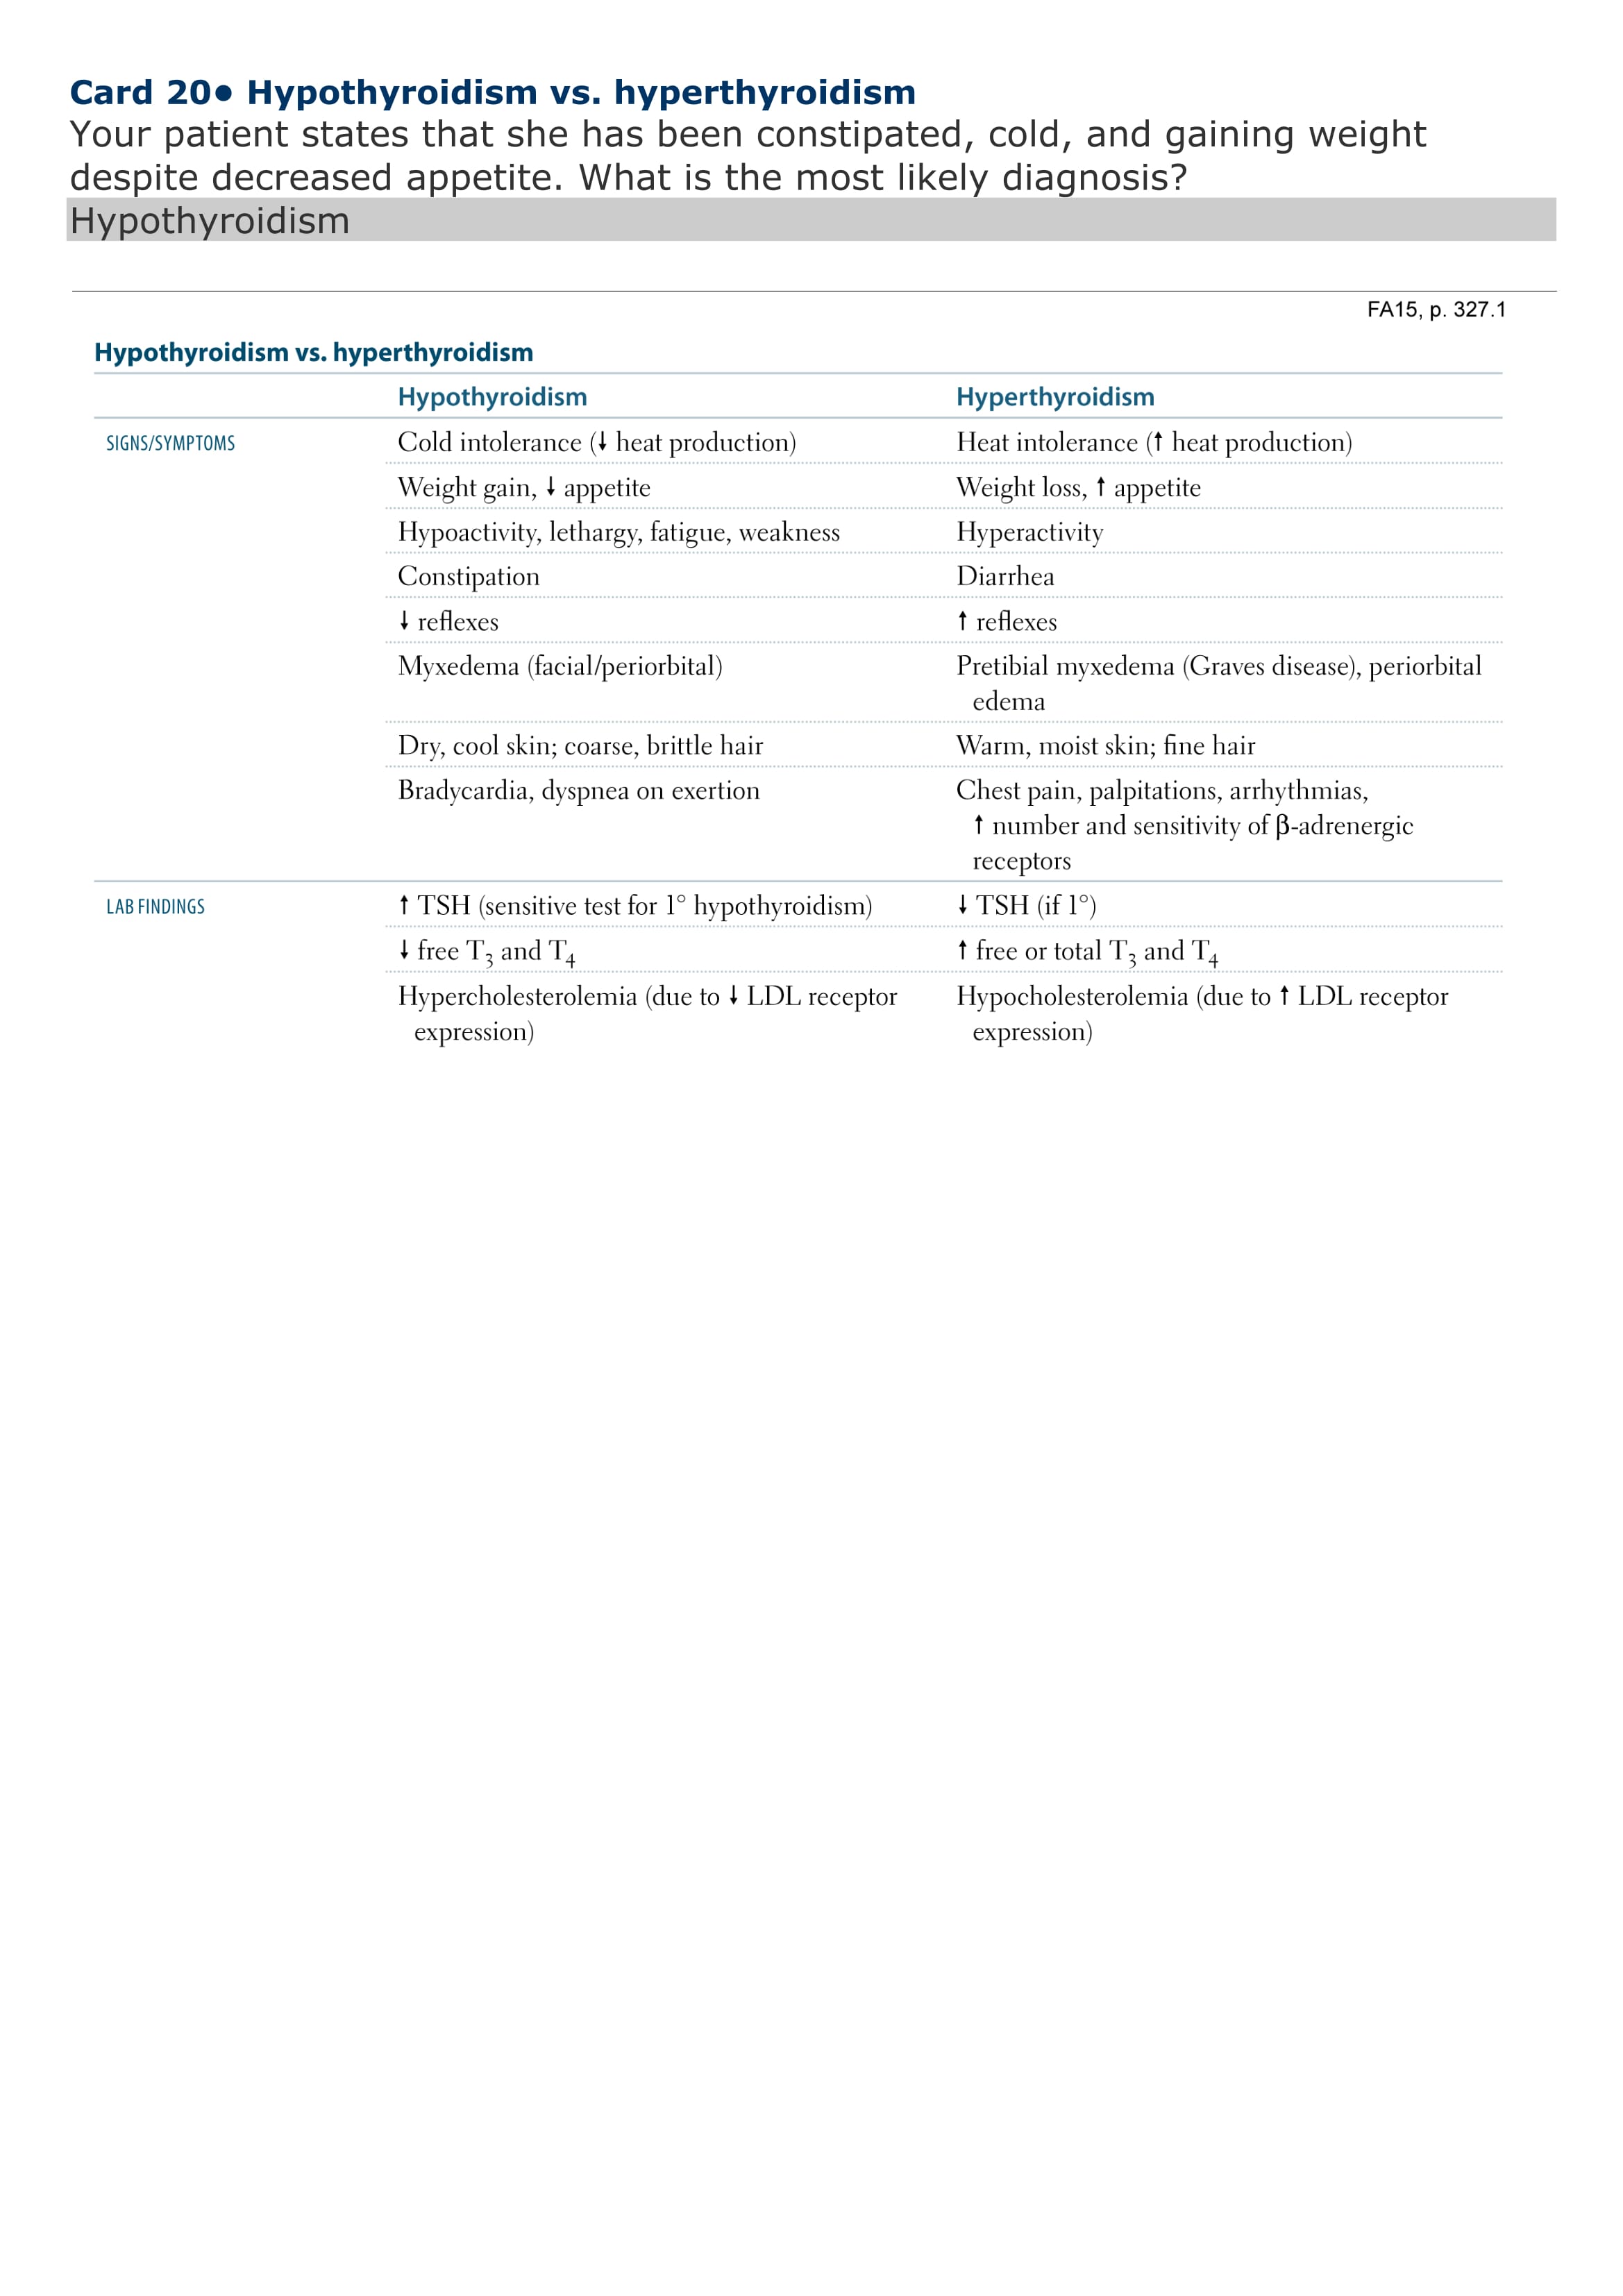 Card 20● Hypothyroidism vs. hyperthyroidism
Your patient states that she has been constipated, cold, and gaining weight
despite decreased appetite. What is the most likely diagnosis?
Hypothyroidism
FA15, p. 327.1
Hypothyroidism vs. hyperthyroidism
Hypothyroidism Hyperthyroidism
SIGNS/SYMPTOMS Cold intolerance (↓ heat production) Heat intolerance (↑ heat production)
Weight gain, ↓ appetite Weight loss, ↑ appetite
Hypoactivity, lethargy, fatigue, weakness Hyperactivity
Constipation Diarrhea
↓ reflexes ↑ reflexes
Myxedema (facial/periorbital) Pretibial myxedema (Graves disease), periorbital
edema
Dry, cool skin; coarse, brittle hair Warm, moist skin; fine hair
Bradycardia, dyspnea on exertion Chest pain, palpitations, arrhythmias,
↑ number and sensitivity of β-adrenergic
receptors
LAB FINDINGS ↑ TSH (sensitive test for 1° hypothyroidism) ↓ TSH (if 1°)
↓ free T₃ and T₄ ↑ free or total T₃ and T₄
Hypercholesterolemia (due to ↓ LDL receptor Hypocholesterolemia (due to ↑ LDL receptor
expression) expression)